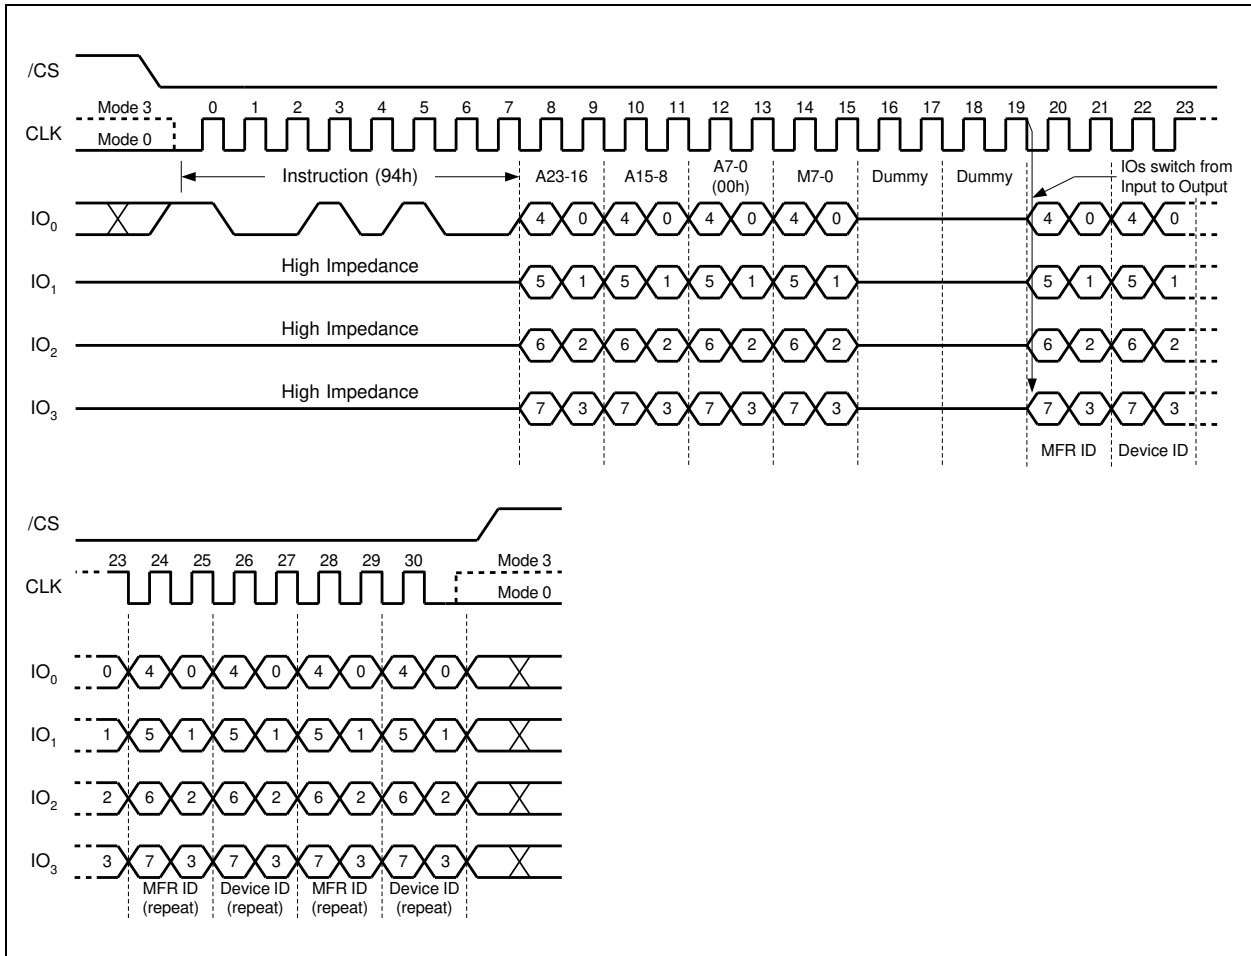 /CS
Mode 3 0 1 2 3 4 5 6 7 8 9 10 11 12 13 14 15 16 17 18 19 20 21 22 23
CLK Mode 0
Instruction (94h) A23-16 A15-8 A7-0 (00h) M7-0 Dummy Dummy IOs switch from Input to Output
IO0 4 0 4 0 4 0 4 0 4 0 4 0
High Impedance
IO1 5 1 5 1 5 1 5 1 5 1 5 1
High Impedance
IO2 6 2 6 2 6 2 6 2 6 2 6 2
High Impedance
IO3 7 3 7 3 7 3 7 3 7 3 7 3
MFR ID Device ID
/CS
23 24 25 26 27 28 29 30 Mode 3
CLK Mode 0
IO0 0 4 0 4 0 4 0 4 0
IO1 1 5 1 5 1 5 1 5 1
IO2 2 6 2 6 2 6 2 6 2
IO3 3 7 3 7 3 7 3 7 3
MFR ID Device ID MFR ID Device ID
(repeat) (repeat) (repeat) (repeat)